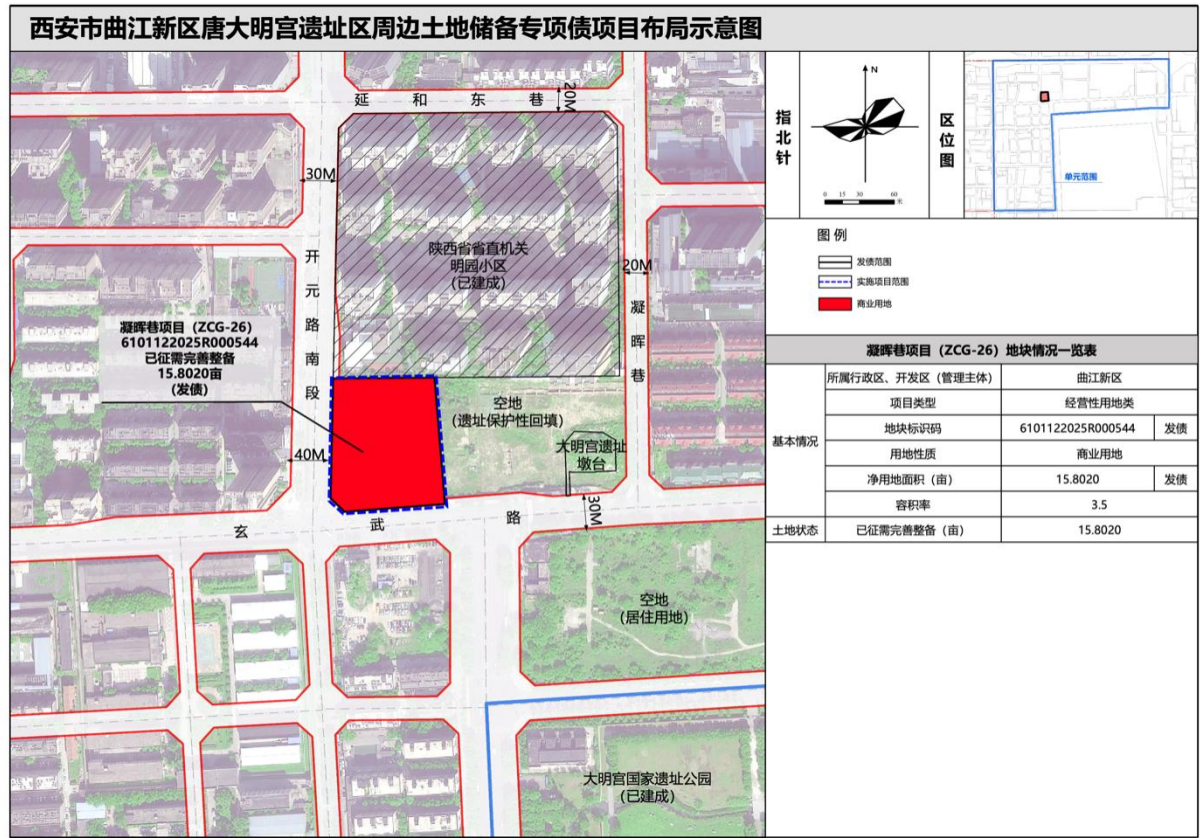 西安市曲江新区唐大明宫遗址区周边土地储备专项债项目布局示意图
延和东巷
20M
30M
开元路南段
陕西省省直机关
明园小区
(已建成)
20M
凝晖巷
凝晖巷项目（ZCG-26）
6101122025R000544
已征需完善整备
15.8020亩
(发债)
空地
(遗址保护性回填)
大明宫遗址
墩台
40M
30M
玄武路
空地
(居住用地)
大明宫国家遗址公园
(已建成)
指北针
N
0 15 30 60
米
区位图
单元范围
图 例
发债范围
实施项目范围
商业用地
凝晖巷项目（ZCG-26）地块情况一览表
基本情况
所属行政区、开发区（管理主体） 曲江新区
项目类型 经营性用地类
地块标识码 6101122025R000544 发债
用地性质 商业用地
净用地面积（亩） 15.8020 发债
容积率 3.5
土地状态 已征需完善整备（亩） 15.8020